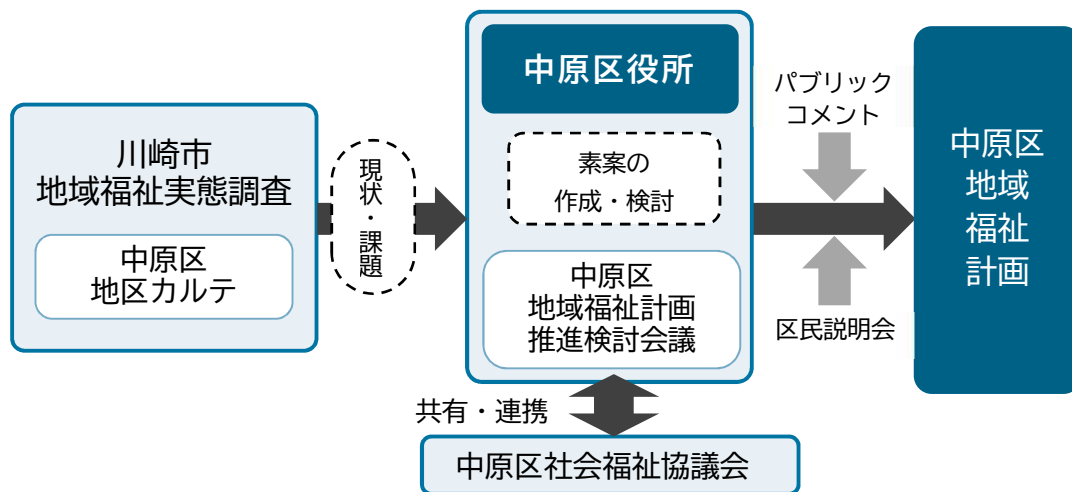 川崎市
地域福祉実態調査
中原区
地区カルテ
現状・課題
中原区役所
素案の
作成・検討
中原区
地域福祉計画
推進検討会議
共有・連携
中原区社会福祉協議会
パブリック
コメント
区民説明会
中原区
地域
福祉
計画